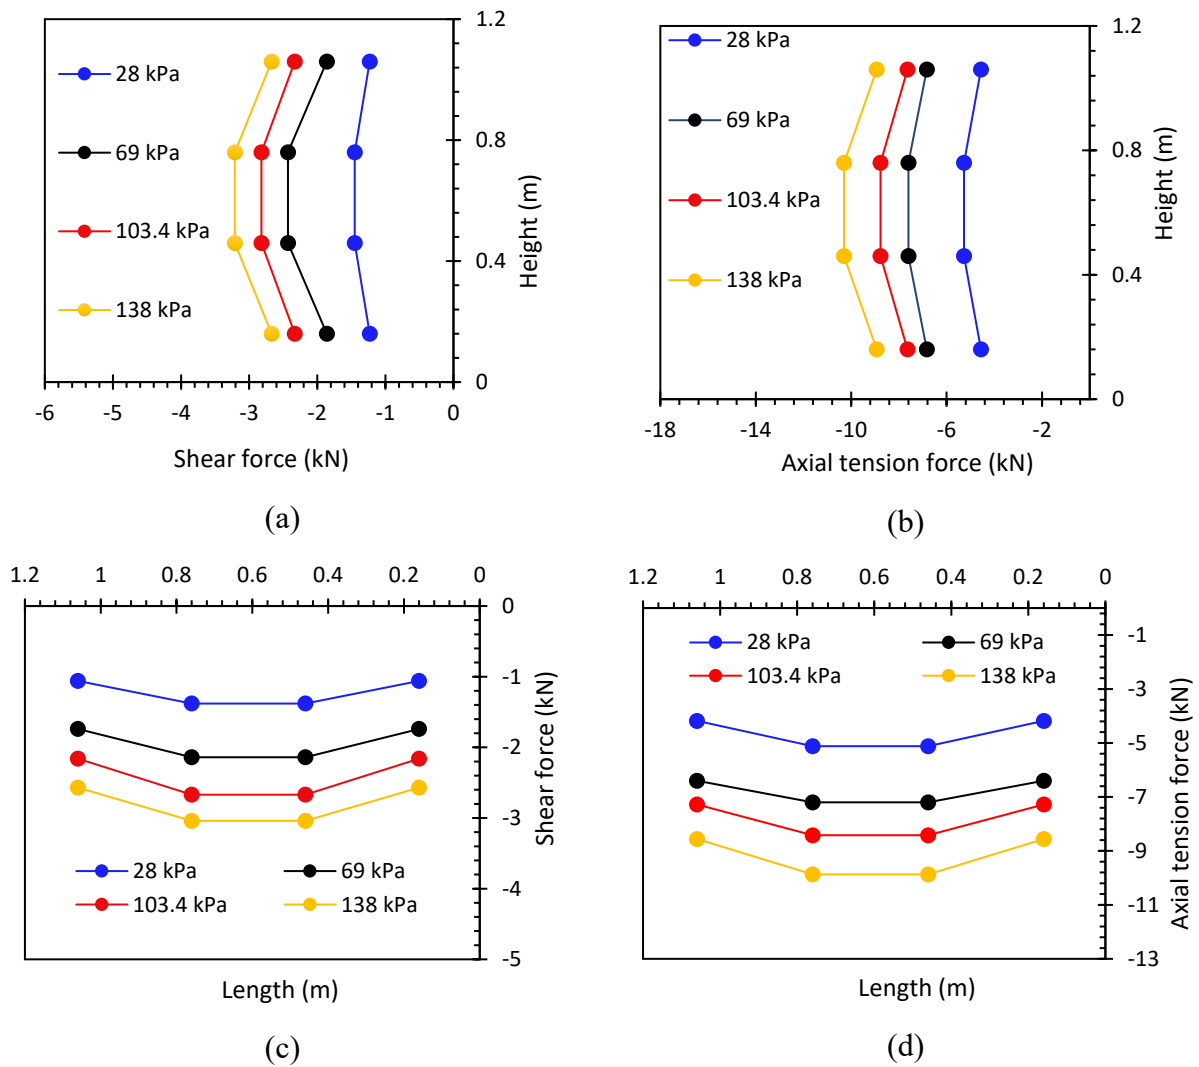 1.2
0.8
0.4
0
Height (m)
28 kPa
69 kPa
103.4 kPa
138 kPa
-6 -5 -4 -3 -2 -1 0
Shear force (kN)
(a)
1.2
0.8
0.4
0
Height (m)
28 kPa
69 kPa
103.4 kPa
138 kPa
-18 -14 -10 -6 -2
Axial tension force (kN)
(b)
1.2 1 0.8 0.6 0.4 0.2 0
0
-1
-2
-3
-4
-5
Shear force (kN)
28 kPa 69 kPa
103.4 kPa 138 kPa
Length (m)
(c)
1.2 1 0.8 0.6 0.4 0.2 0
-1
-3
-5
-7
-9
-11
-13
Axial tension force (kN)
28 kPa 69 kPa
103.4 kPa 138 kPa
Length (m)
(d)